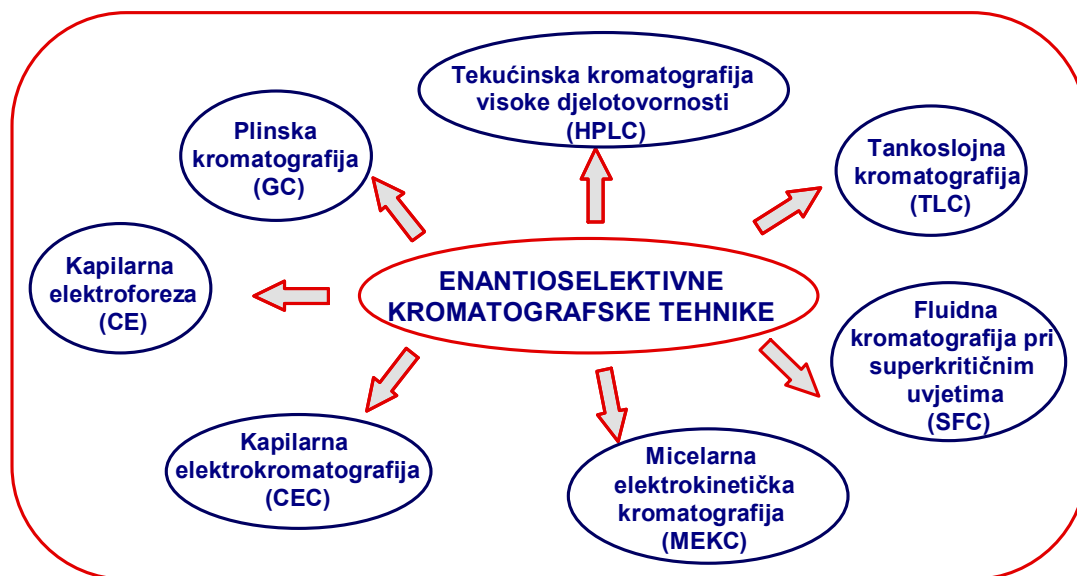 Tekućinska kromatografija
visoke djelotovornosti
(HPLC)
Plinska
kromatografija
(GC)
Tankoslojna
kromatografija
(TLC)
Kapilarna
elektroforeza
(CE)
ENANTIOSELEKTIVNE
KROMATOGRAFSKE TEHNIKE
Fluidna
kromatografija pri
superkritičnim
uvjetima
(SFC)
Kapilarna
elektrokromatografija
(CEC)
Micelarna
elektrokinetička
kromatografija
(MEKC)